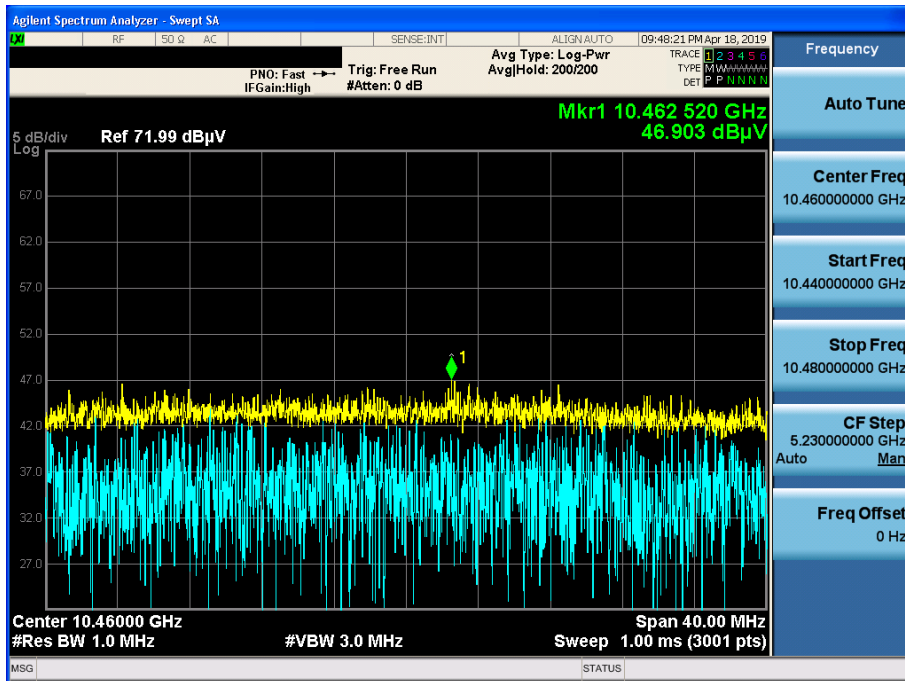 Agilent Spectrum Analyzer - Swept SA
LXI RF 50 Ω AC SENSE:INT ALIGN AUTO 09:48:21 PM Apr 18, 2019
PNO: Fast
IFGain:High
Trig: Free Run
#Atten: 0 dB
Avg Type: Log-Pwr
Avg|Hold: 200/200
TRACE 1 2 3 4 5 6
TYPE M W W W W W
DET P P N N N N
Mkr1 10.462 520 GHz
46.903 dBµV
5 dB/div Ref 71.99 dBµV
Log
67.0
62.0
57.0
52.0
1
47.0
42.0
37.0
32.0
27.0
Center 10.46000 GHz Span 40.00 MHz
#Res BW 1.0 MHz #VBW 3.0 MHz Sweep 1.00 ms (3001 pts)
MSG STATUS
Frequency
Auto Tune
Center Freq
10.460000000 GHz
Start Freq
10.440000000 GHz
Stop Freq
10.480000000 GHz
CF Step
5.230000000 GHz
Auto Man
Freq Offset
0 Hz